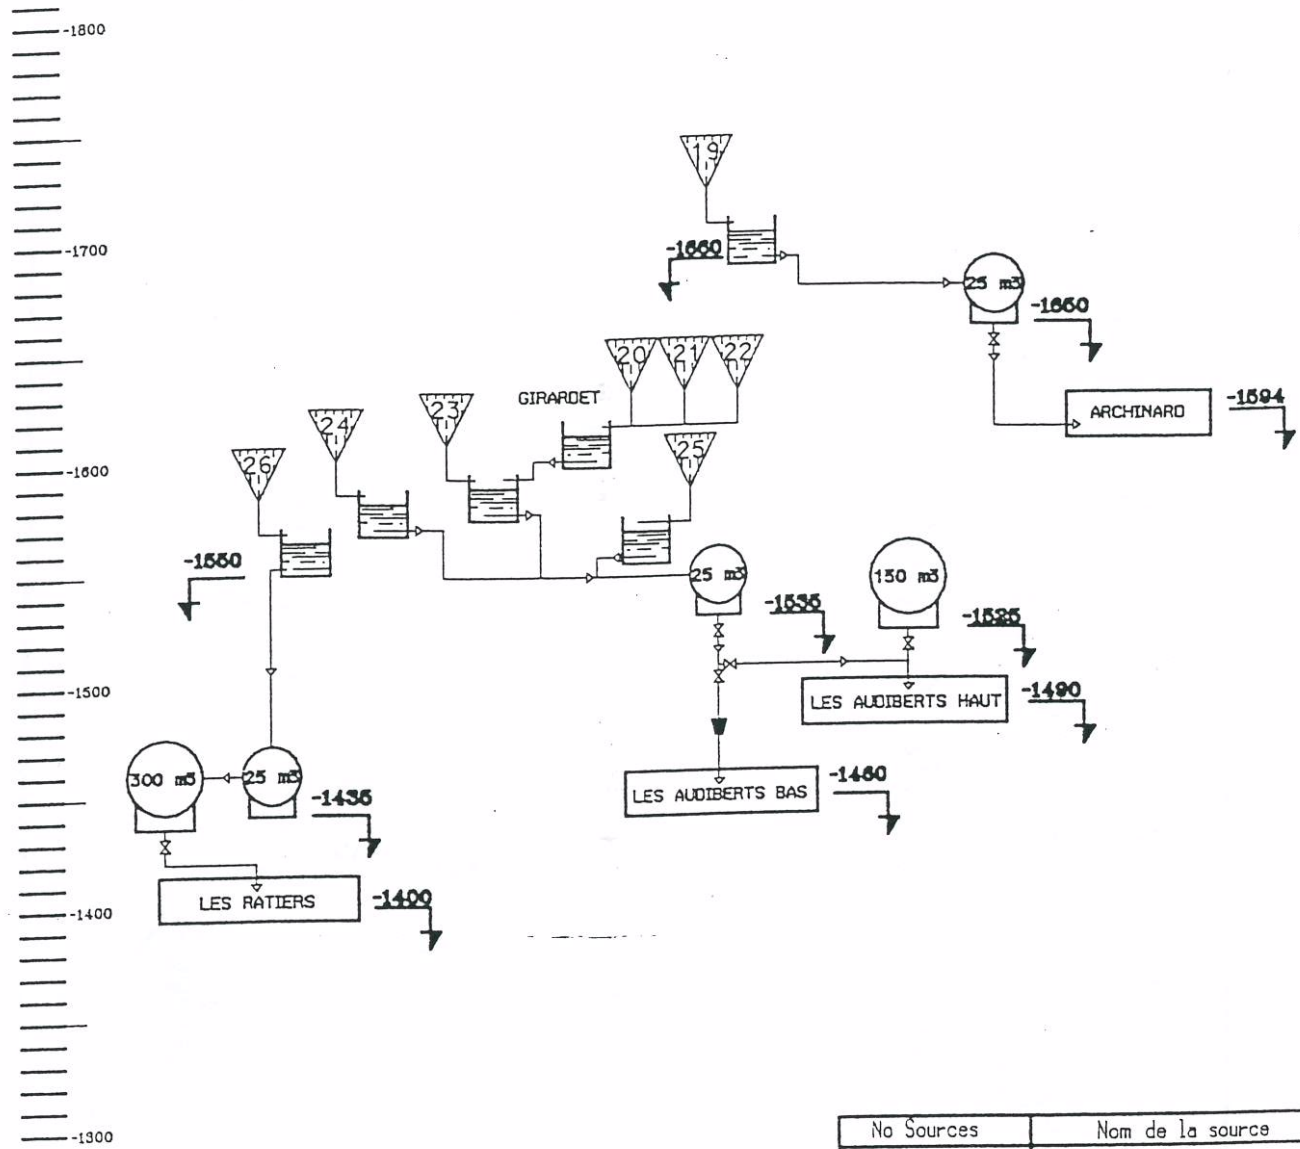 -1800
19
-1700
-1660
25 m3
-1650
20
21
22
ARCHINARD
-1594
GIRARDET
23
24
25
26
-1600
-1550
25 m3
150 m3
-1535
-1525
-1500
LES AUDIBERTS HAUT
-1490
300 m3
25 m3
-1435
LES AUDIBERTS BAS
-1460
LES RATIERS
-1400
-1400
-1300
No Sources
Nom de la source